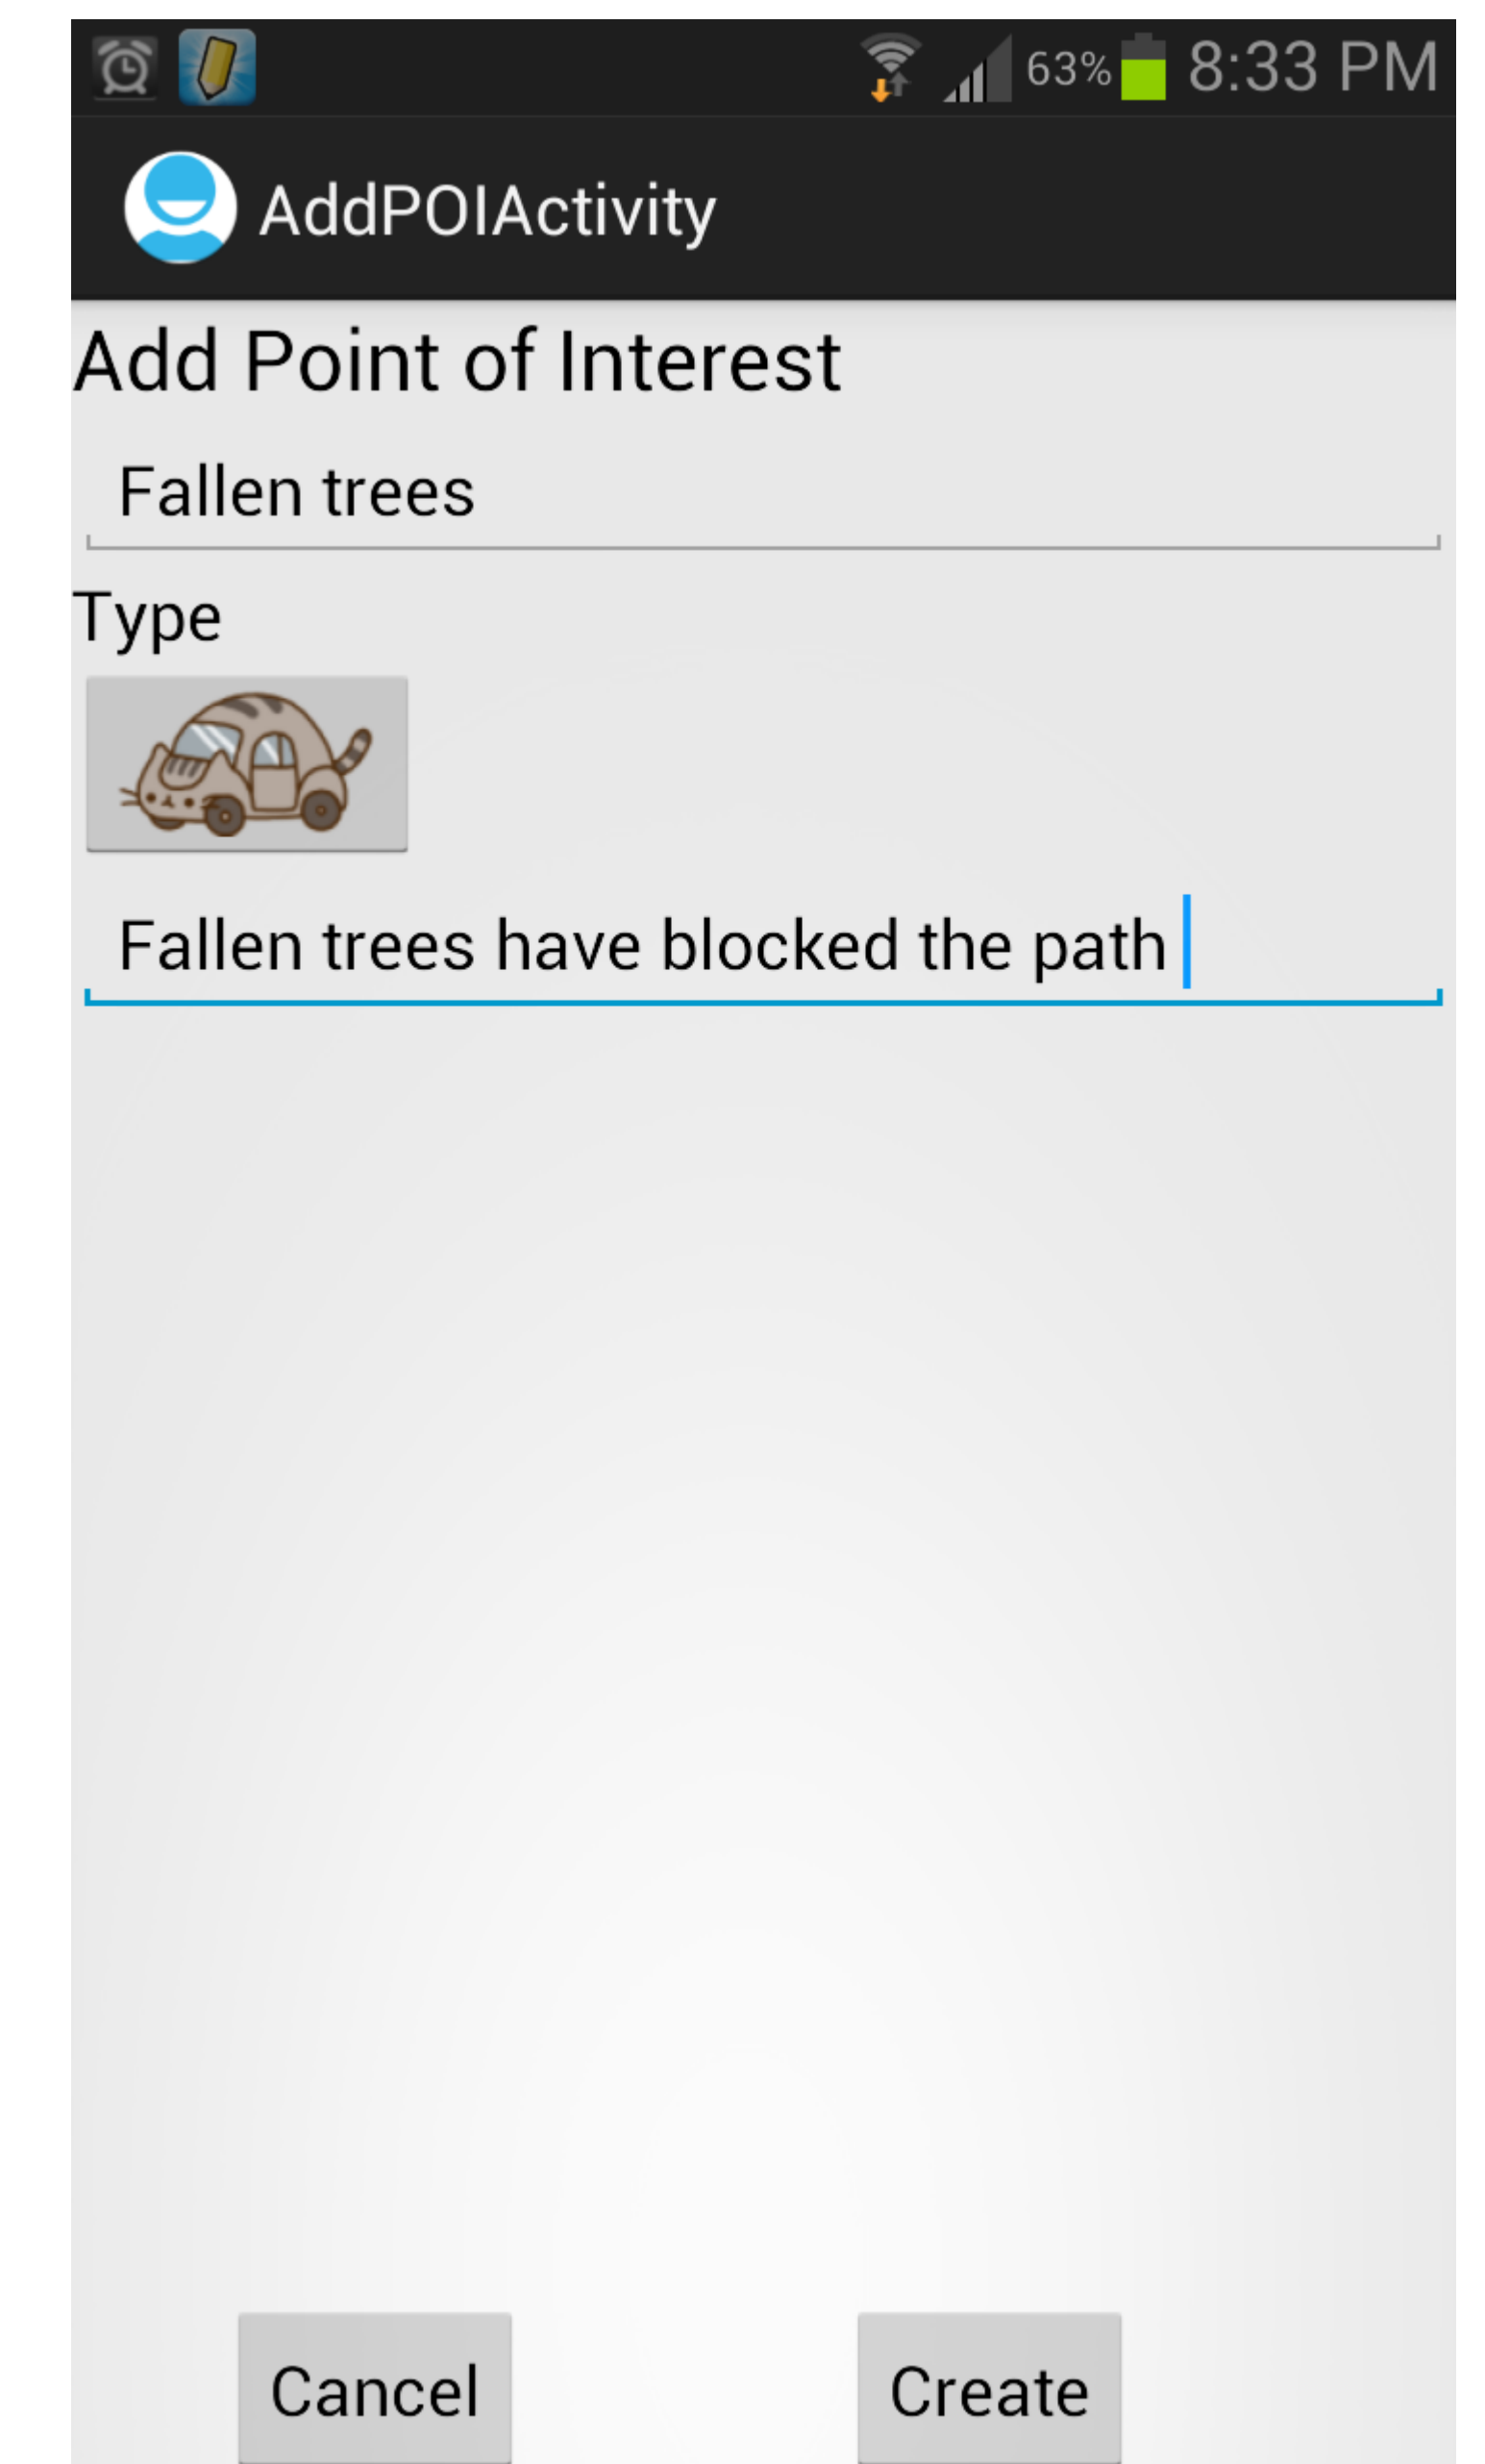 63% 8:33 PM
AddPOIActivity
Add Point of Interest
Fallen trees
Type
Fallen trees have blocked the path
Cancel Create